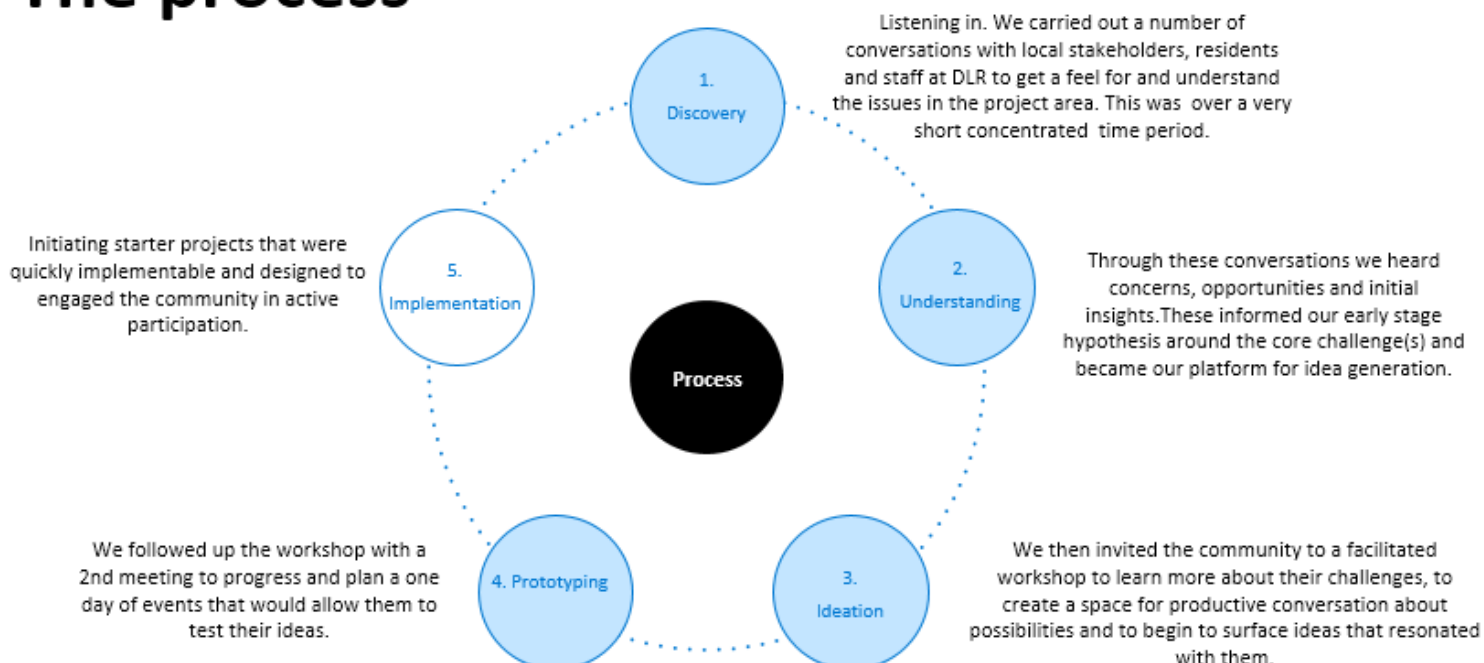 The process
1.
Discovery
Listening in. We carried out a number of
conversations with local stakeholders, residents
and staff at DLR to get a feel for and understand
the issues in the project area. This was  over a very
short concentrated  time period.
2.
Understanding
Through these conversations we heard
concerns, opportunities and initial
insights.These informed our early stage
hypothesis around the core challenge(s) and
became our platform for idea generation.
3.
Ideation
We then invited the community to a facilitated
workshop to learn more about their challenges, to
create a space for productive conversation about
possibilities and to begin to surface ideas that resonated
with them.
4. Prototyping
We followed up the workshop with a
2nd meeting to progress and plan a one
day of events that would allow them to
test their ideas.
5.
Implementation
Initiating starter projects that were
quickly implementable and designed to
engaged the community in active
participation.
Process